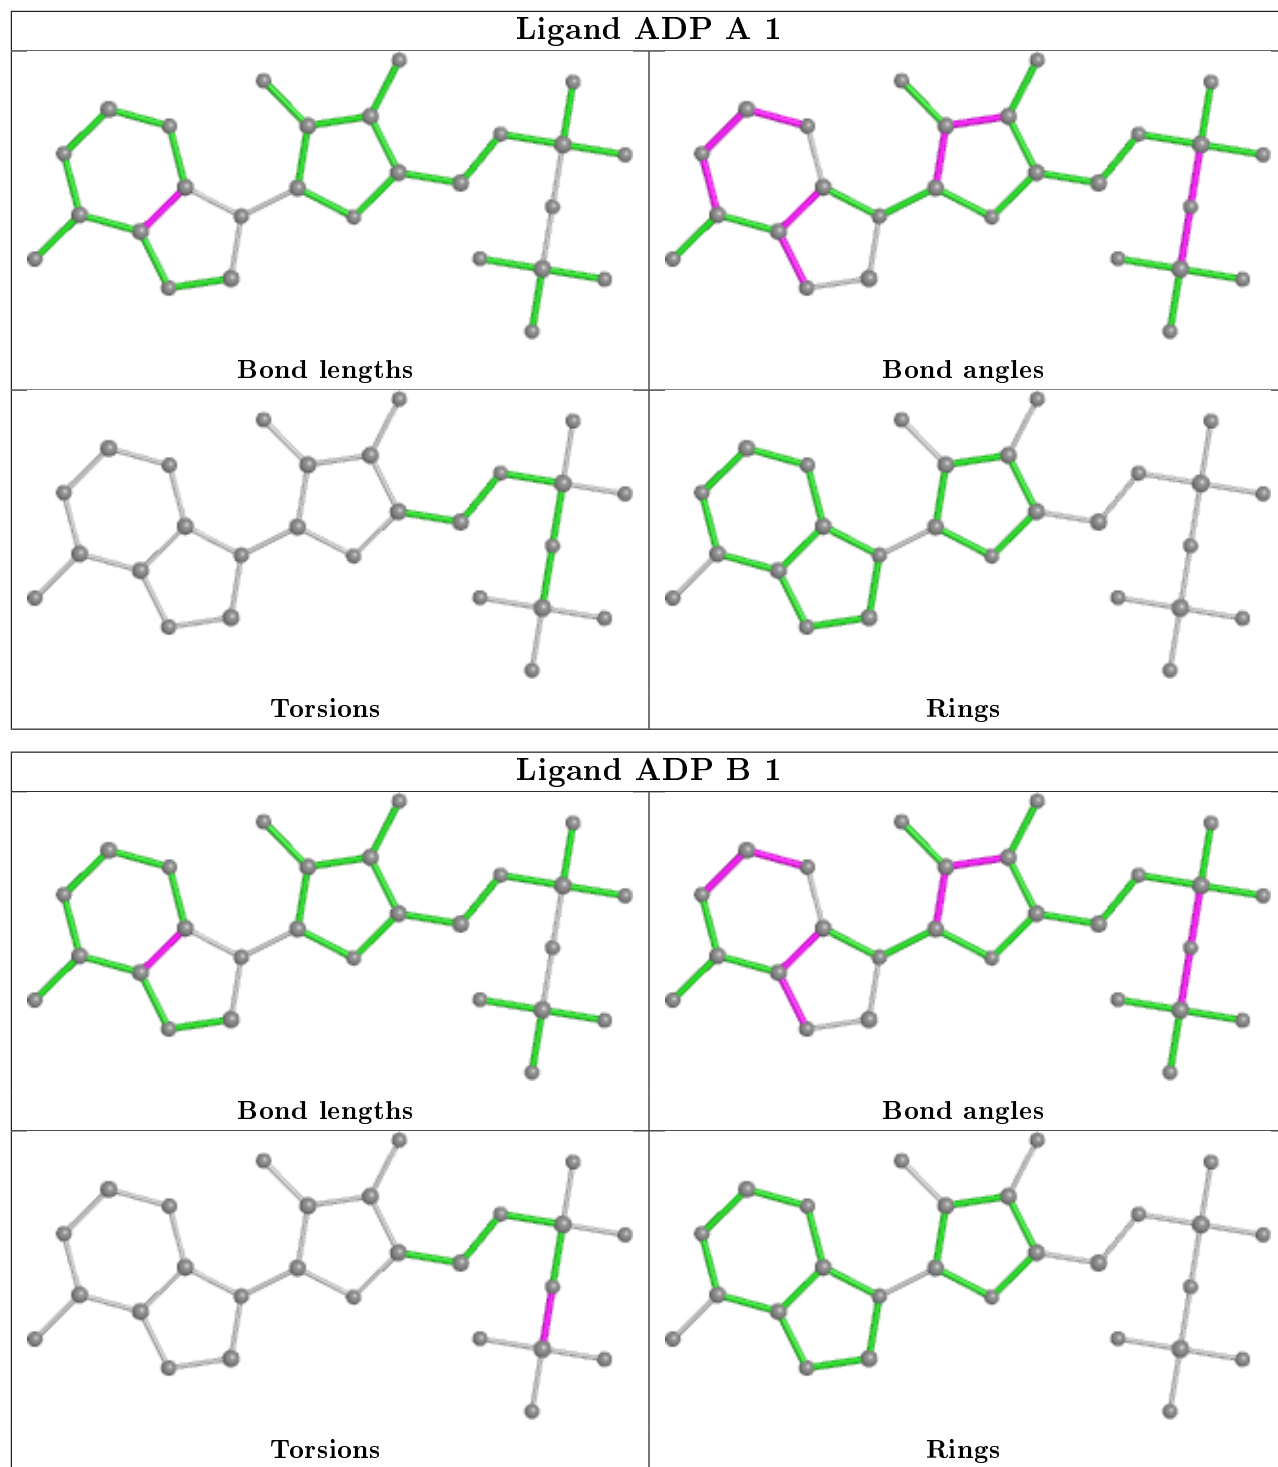 Ligand ADP A 1
Bond lengths
Bond angles
Torsions
Rings
Ligand ADP B 1
Bond lengths
Bond angles
Torsions
Rings